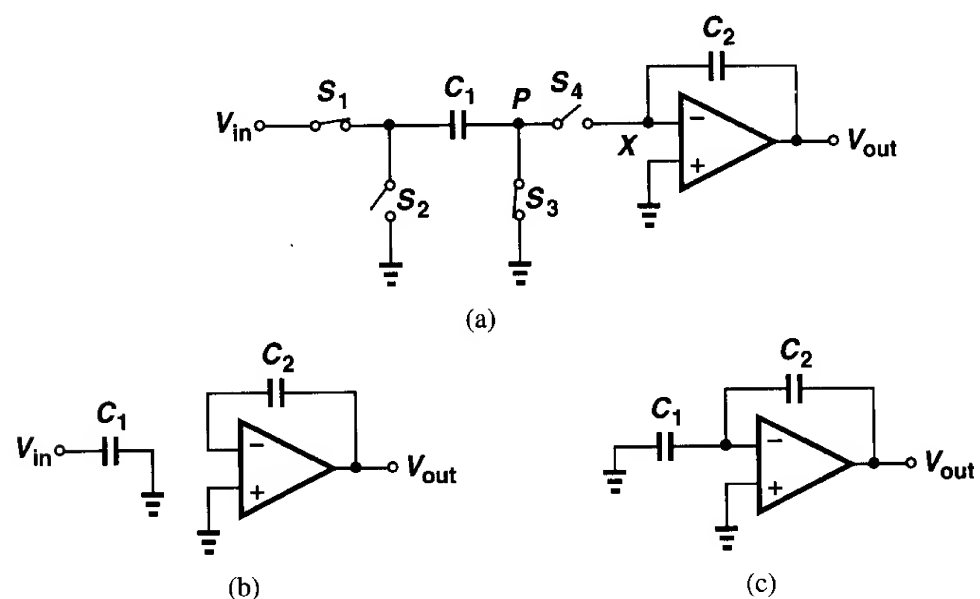 C2
S1
C1
P
S4
Vin
X
−
+
Vout
S2
S3
(a)
C2
C1
Vin
−
+
Vout
(b)
C2
C1
−
+
Vout
(c)